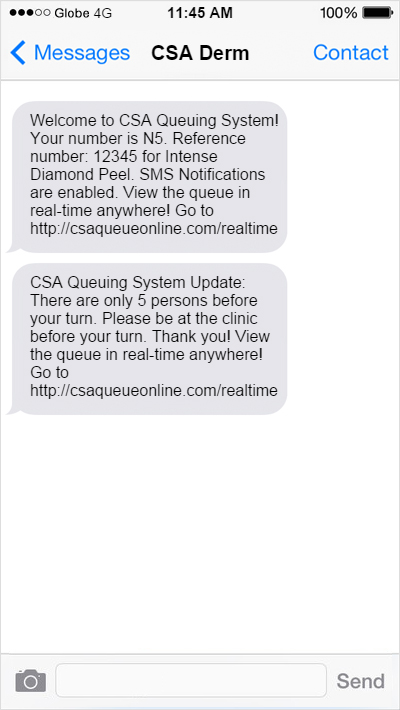 Globe 4G 11:45 AM 100%
Messages CSA Derm Contact
Welcome to CSA Queuing System!
Your number is N5. Reference
number: 12345 for Intense
Diamond Peel. SMS Notifications
are enabled. View the queue in
real-time anywhere! Go to
http://csaqueueonline.com/realtime
CSA Queuing System Update:
There are only 5 persons before
your turn. Please be at the clinic
before your turn. Thank you! View
the queue in real-time anywhere!
Go to
http://csaqueueonline.com/realtime
Send